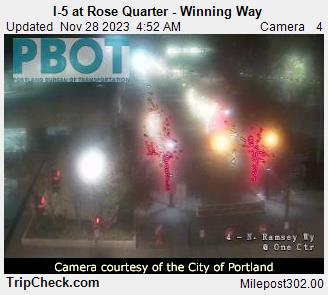 I-5 at Rose Quarter - Winning Way
Updated Nov 28 2023 4:52 AM Camera 4
PBOT
PORTLAND BUREAU OF TRANSPORTATION
4 - N. Ramsey Wy
@ One Ctr
Camera courtesy of the City of Portland
TripCheck.com Milepost302.00